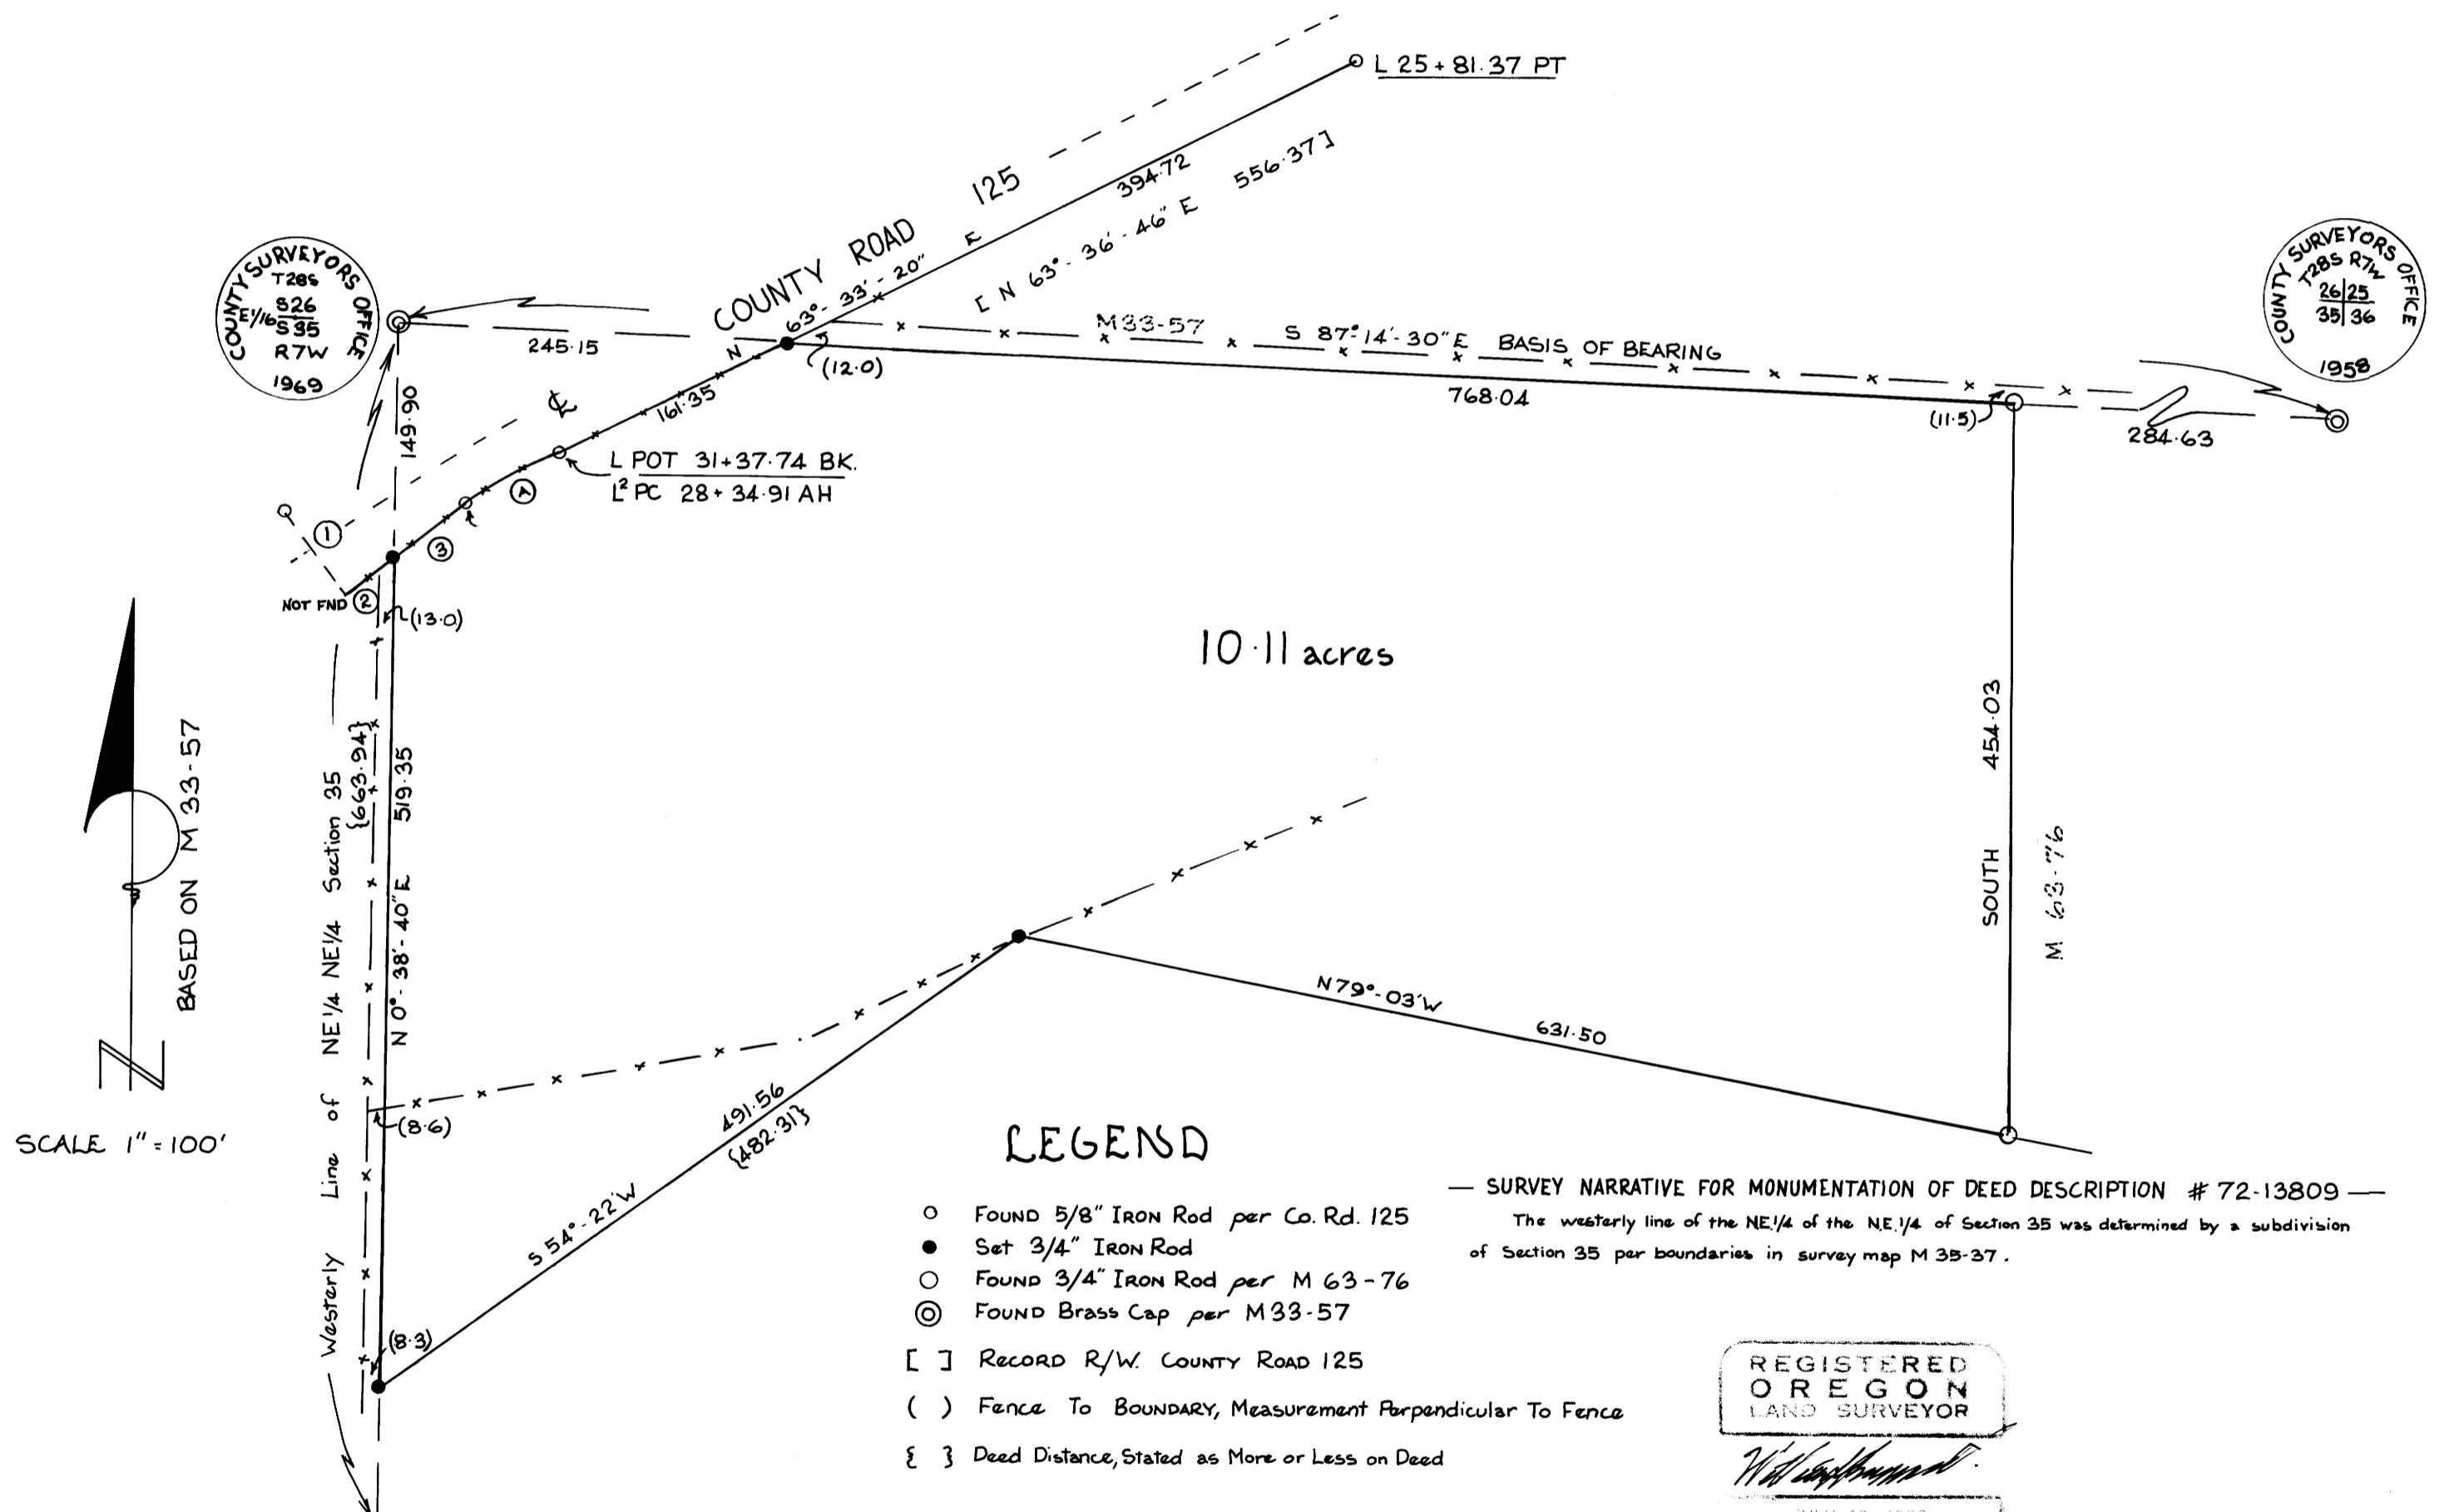 L 25+81.37 PT
125
394.72
[ N 63°-36'-46" E 556.37 ]
COUNTY ROAD
N 63°-33'-20" E
COUNTY SURVEYORS OFFICE
T28S
S26
E1/16 S35
R7W
1969
COUNTY SURVEYORS OFFICE
T28S R7W
26|25
35|36
1958
245.15
(12.0)
M33-57 S 87°14'-30"E BASIS OF BEARING
768.04
(11.5)
284.63
149.90
161.35
℄
L POT 31+37.74 BK.
L² PC 28+34.91 AH
A
1
3
NOT FND 2
(13.0)
10.11 acres
BASED ON M 33-57
SCALE 1"=100'
Westerly Line of NE1/4 NE1/4 Section 35
{663.94}
N 0°-38'-40"E 519.35
SOUTH 454.03
M 63-76
N79°-03'W
631.50
491.56
{482.31}
S 54°-22'W
(8.6)
(8.3)
LEGEND
FOUND 5/8" IRON Rod per Co. Rd. 125
Set 3/4" IRON Rod
FOUND 3/4" IRON Rod per M 63-76
FOUND Brass Cap per M33-57
[ ] RECORD R/W. COUNTY ROAD 125
( ) Fence To BOUNDARY, Measurement Perpendicular To Fence
{ } Deed Distance, Stated as More or Less on Deed
— SURVEY NARRATIVE FOR MONUMENTATION OF DEED DESCRIPTION # 72-13809 —
The westerly line of the NE.1/4 of the N.E.1/4 of Section 35 was determined by a subdivision
of Section 35 per boundaries in survey map M 35-37.
REGISTERED
OREGON
LAND SURVEYOR